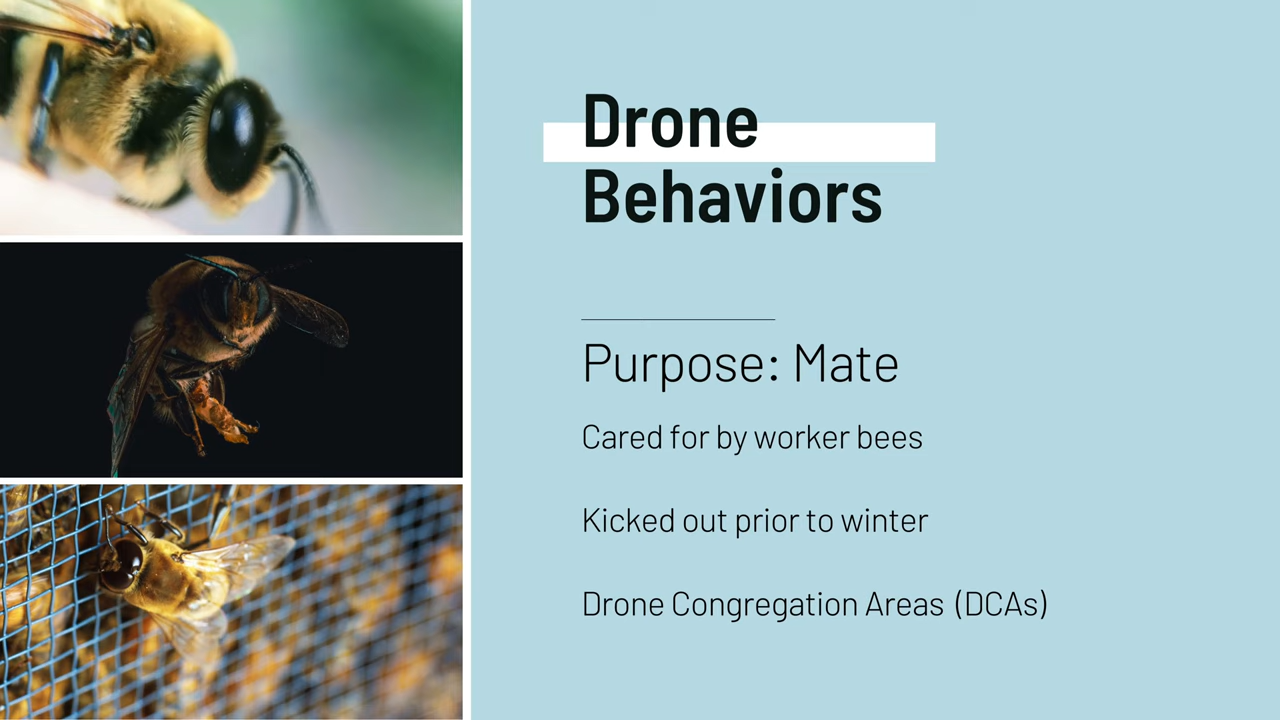 Drone
Behaviors
Purpose: Mate
Cared for by worker bees
Kicked out prior to winter
Drone Congregation Areas (DCAs)